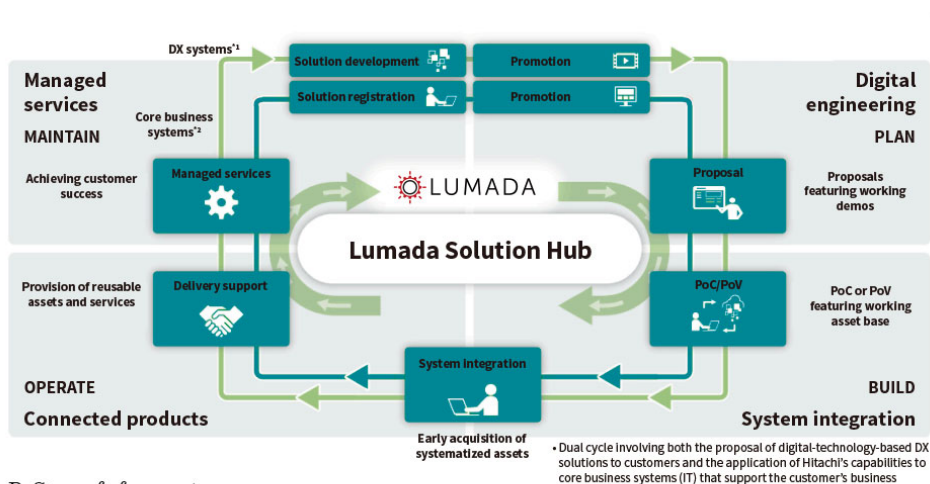 DX systems*1
Solution development
Promotion
Solution registration
Promotion
Managed
services
MAINTAIN
Core business
systems*2
Digital
engineering
PLAN
Achieving customer
success
Managed services
LUMADA
Proposal
Proposals
featuring working
demos
Lumada Solution Hub
Provision of reusable
assets and services
Delivery support
PoC/PoV
PoC or PoV
featuring working
asset base
System integration
OPERATE
Connected products
BUILD
System integration
Early acquisition of
systematized assets
• Dual cycle involving both the proposal of digital-technology-based DX
solutions to customers and the application of Hitachi's capabilities to
core business systems (IT) that support the customer's business